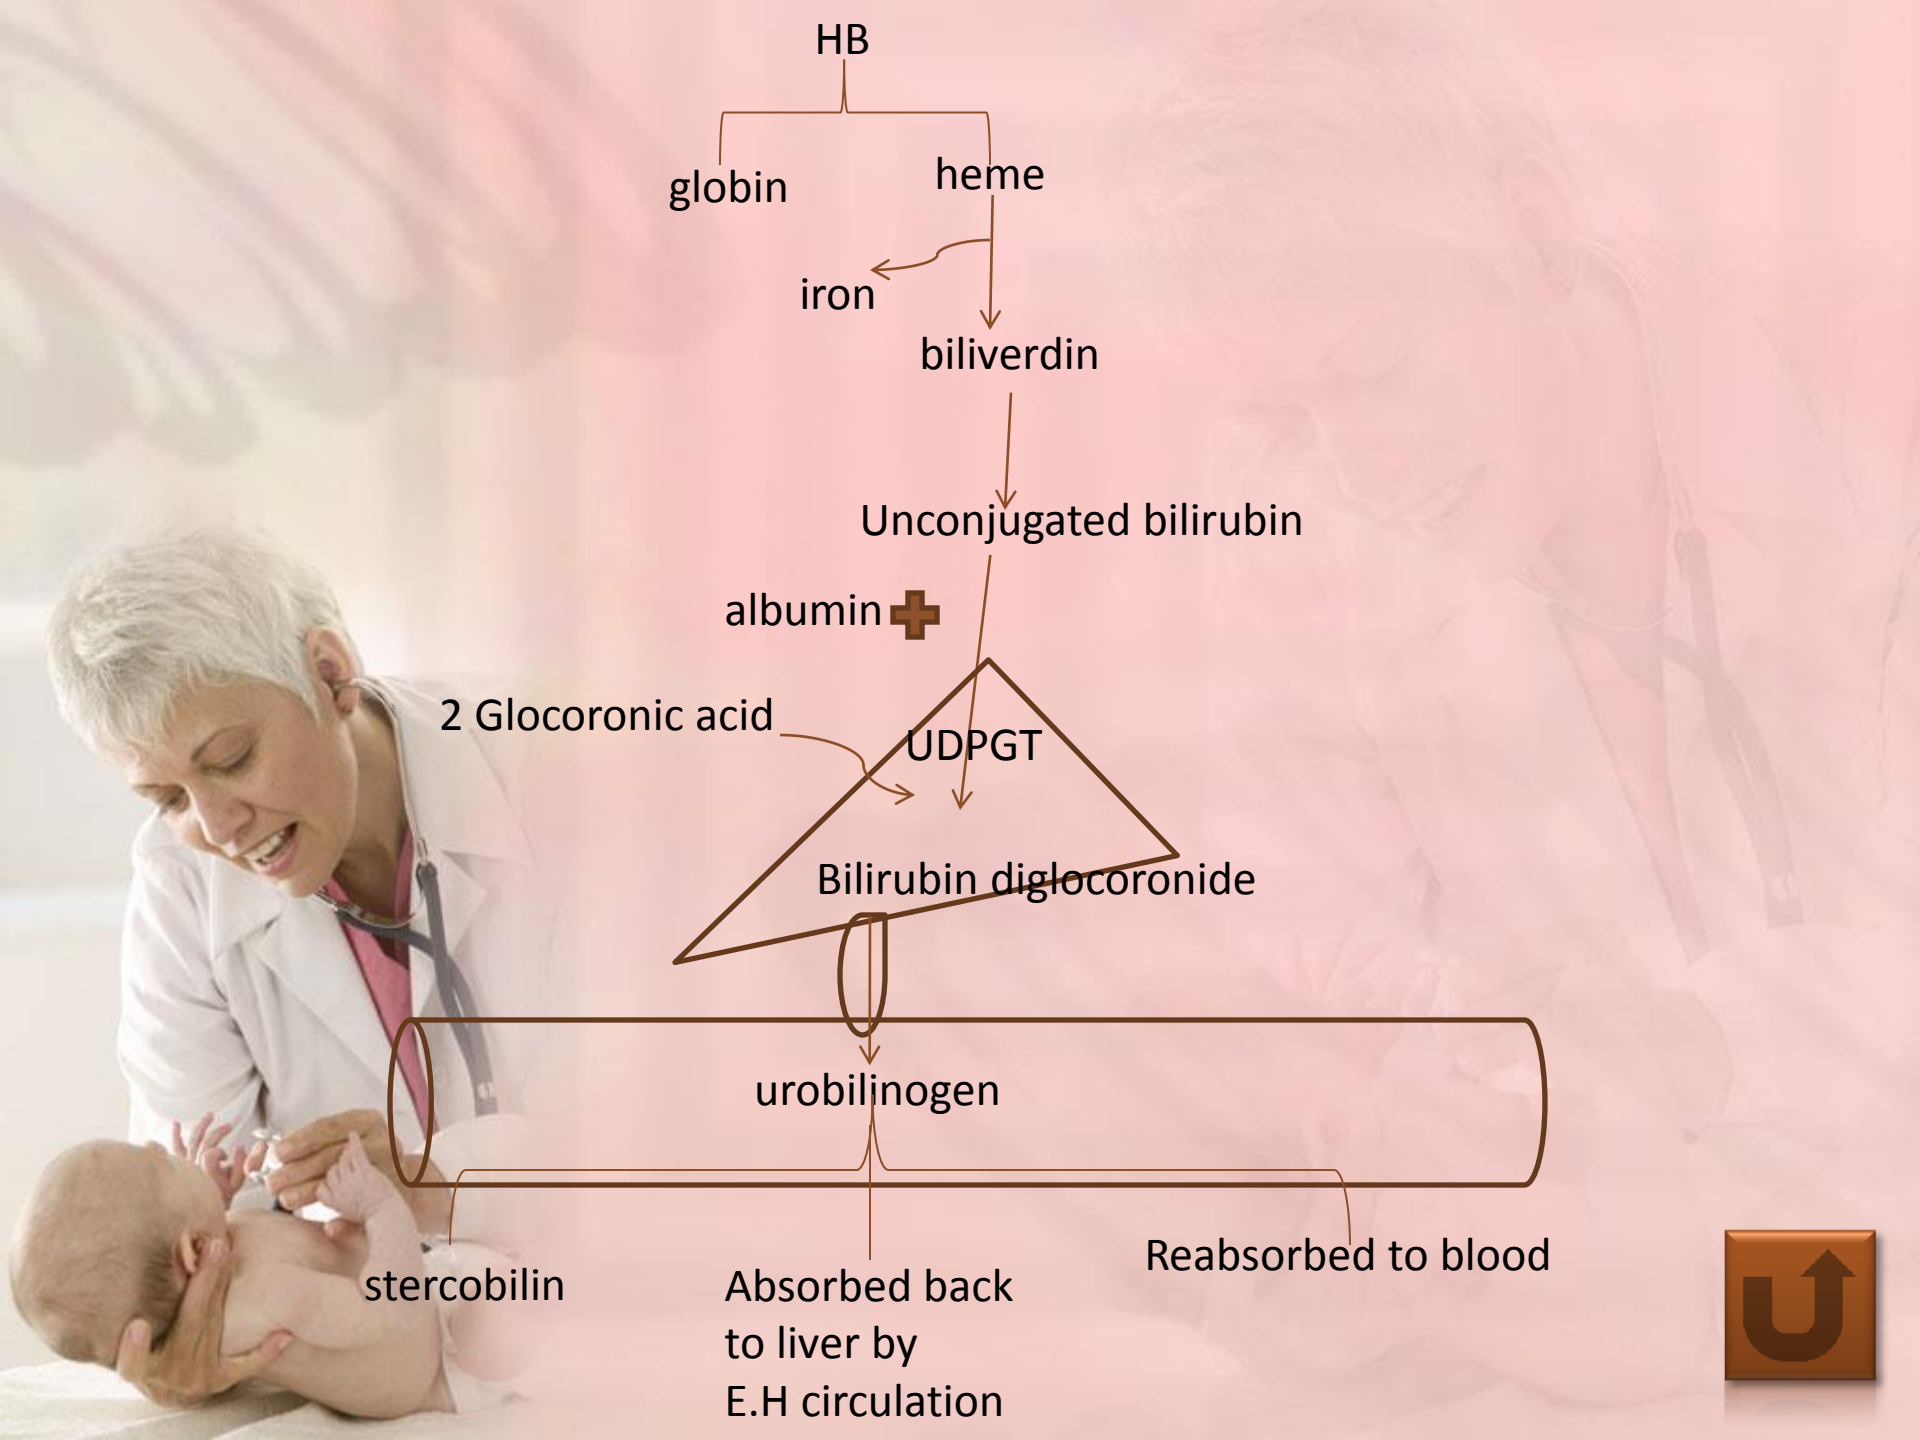 HB
globin
heme
iron
biliverdin
Unconjugated bilirubin
albumin
2 Glocoronic acid
UDPGT
Bilirubin diglocoronide
urobilinogen
stercobilin
Absorbed back
to liver by
E.H circulation
Reabsorbed to blood